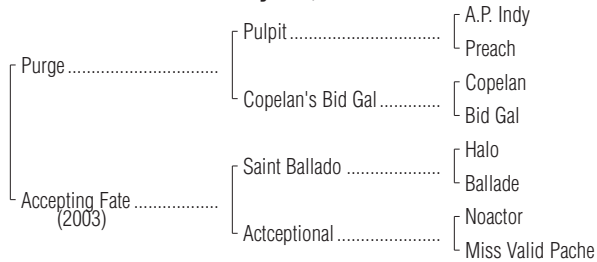 A.P. Indy
Pulpit..................................
Preach
Purge................................
Copelan
Copelan's Bid Gal.............
Bid Gal
Halo
Saint Ballado ....................
Ballade
Accepting Fate ..................
(2003)
Noactor
Actceptional......................
Miss Valid Pache